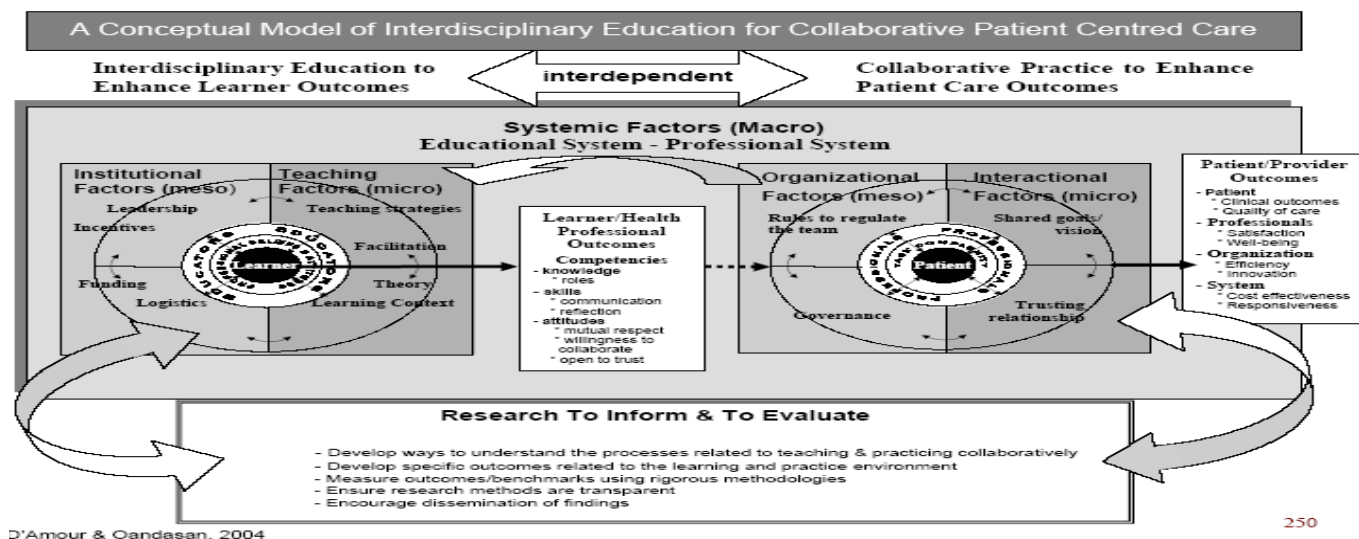 A Conceptual Model of Interdisciplinary Education for Collaborative Patient Centred Care
Interdisciplinary Education to
Enhance Learner Outcomes
interdependent
Collaborative Practice to Enhance
Patient Care Outcomes
Systemic Factors (Macro)
Educational System - Professional System
Institutional
Factors (meso)
Leadership
Incentives
Funding
Logistics
Teaching
Factors (micro)
Teaching strategies
Facilitation
Theory
Learning Context
EDUCATORS
EDUCATORS
Learner
Learner/Health
Professional
Outcomes
Competencies
- knowledge
* roles
- skills
* communication
* reflection
- attitudes
* mutual respect
* willingness to
collaborate
* open to trust
Organizational
Factors (meso)
Rules to regulate
the team
Governance
Interactional
Factors (micro)
Shared goals/
vision
Trusting
relationship
PROFESSIONALS
PROFESSIONALS
TASK COMPLEXITY
Patient
Patient/Provider
Outcomes
- Patient
* Clinical outcomes
* Quality of care
- Professionals
* Satisfaction
* Well-being
- Organization
* Efficiency
* Innovation
- System
* Cost effectiveness
* Responsiveness
Research To Inform & To Evaluate
- Develop ways to understand the processes related to teaching & practicing collaboratively
- Develop specific outcomes related to the learning and practice environment
- Measure outcomes/benchmarks using rigorous methodologies
- Ensure research methods are transparent
- Encourage dissemination of findings
D'Amour & Oandasan, 2004
250